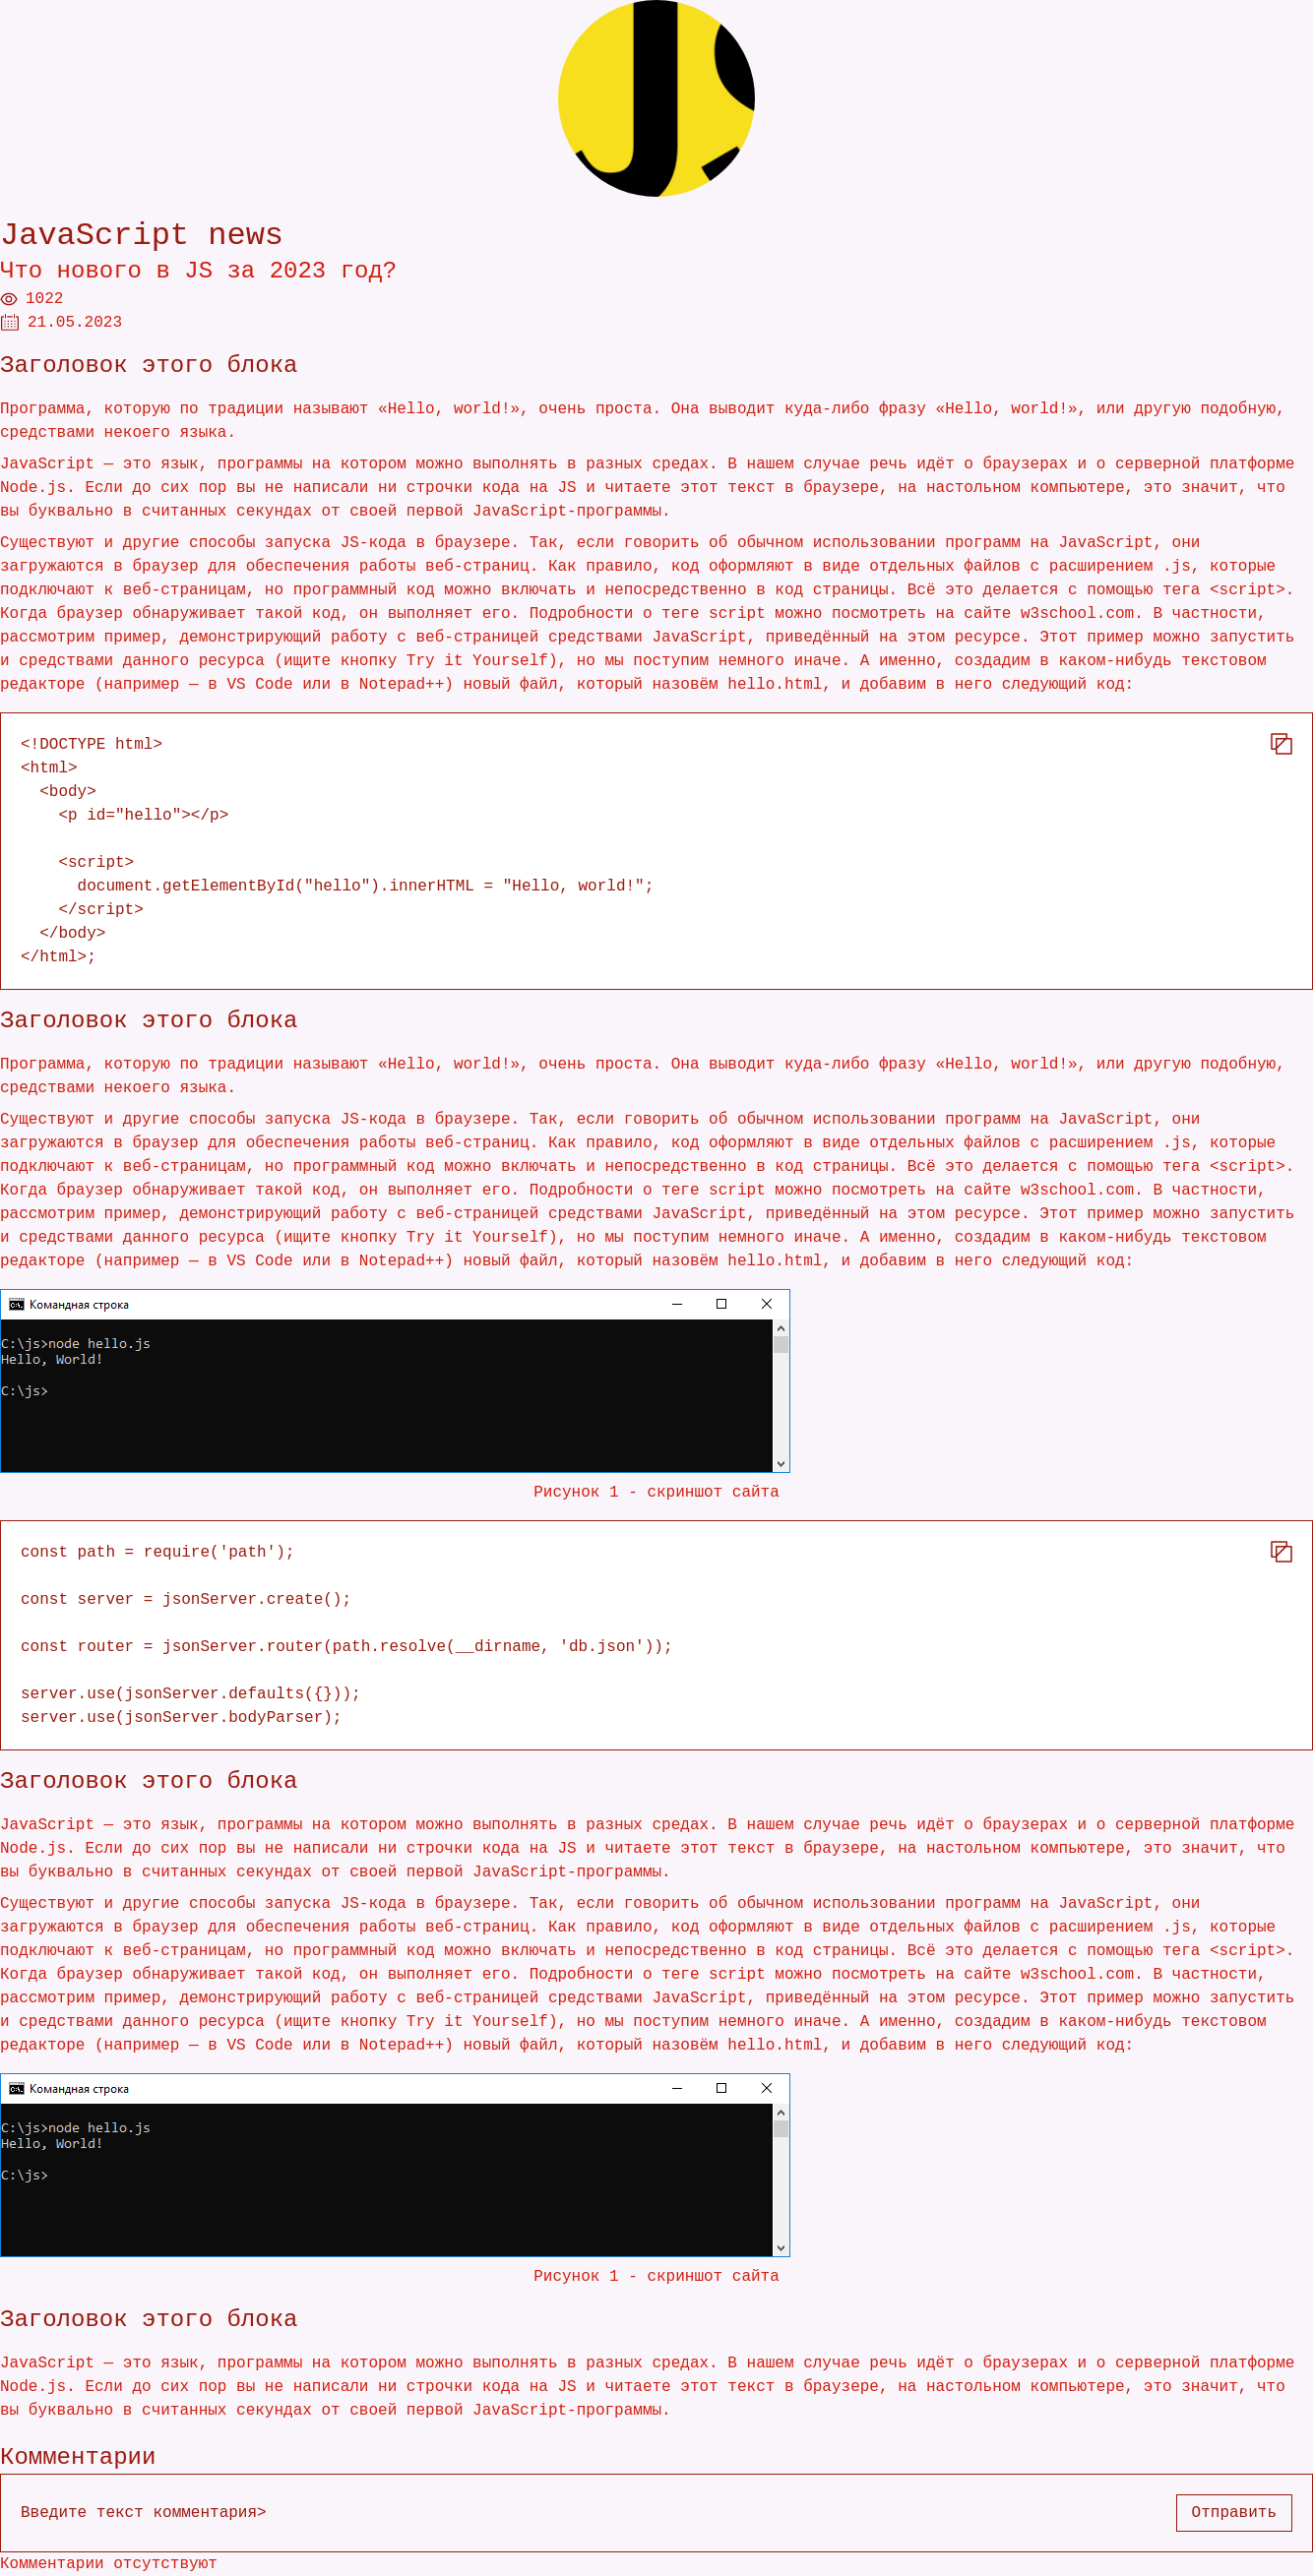 JS
JavaScript news
Что нового в JS за 2023 год?
1022
21.05.2023
Заголовок этого блока
Программа, которую по традиции называют «Hello, world!», очень проста. Она выводит куда-либо фразу «Hello, world!», или другую подобную,
средствами некоего языка.
JavaScript — это язык, программы на котором можно выполнять в разных средах. В нашем случае речь идёт о браузерах и о серверной платформе
Node.js. Если до сих пор вы не написали ни строчки кода на JS и читаете этот текст в браузере, на настольном компьютере, это значит, что
вы буквально в считанных секундах от своей первой JavaScript-программы.
Существуют и другие способы запуска JS-кода в браузере. Так, если говорить об обычном использовании программ на JavaScript, они
загружаются в браузер для обеспечения работы веб-страниц. Как правило, код оформляют в виде отдельных файлов с расширением .js, которые
подключают к веб-страницам, но программный код можно включать и непосредственно в код страницы. Всё это делается с помощью тега <script>.
Когда браузер обнаруживает такой код, он выполняет его. Подробности о теге script можно посмотреть на сайте w3school.com. В частности,
рассмотрим пример, демонстрирующий работу с веб-страницей средствами JavaScript, приведённый на этом ресурсе. Этот пример можно запустить
и средствами данного ресурса (ищите кнопку Try it Yourself), но мы поступим немного иначе. А именно, создадим в каком-нибудь текстовом
редакторе (например — в VS Code или в Notepad++) новый файл, который назовём hello.html, и добавим в него следующий код:
<!DOCTYPE html>
<html>
<body>
<p id="hello"></p>
<script>
document.getElementById("hello").innerHTML = "Hello, world!";
</script>
</body>
</html>;
Заголовок этого блока
Программа, которую по традиции называют «Hello, world!», очень проста. Она выводит куда-либо фразу «Hello, world!», или другую подобную,
средствами некоего языка.
Существуют и другие способы запуска JS-кода в браузере. Так, если говорить об обычном использовании программ на JavaScript, они
загружаются в браузер для обеспечения работы веб-страниц. Как правило, код оформляют в виде отдельных файлов с расширением .js, которые
подключают к веб-страницам, но программный код можно включать и непосредственно в код страницы. Всё это делается с помощью тега <script>.
Когда браузер обнаруживает такой код, он выполняет его. Подробности о теге script можно посмотреть на сайте w3school.com. В частности,
рассмотрим пример, демонстрирующий работу с веб-страницей средствами JavaScript, приведённый на этом ресурсе. Этот пример можно запустить
и средствами данного ресурса (ищите кнопку Try it Yourself), но мы поступим немного иначе. А именно, создадим в каком-нибудь текстовом
редакторе (например — в VS Code или в Notepad++) новый файл, который назовём hello.html, и добавим в него следующий код:
Командная строка
C:\js>node hello.js
Hello, World!
C:\js>
Рисунок 1 - скриншот сайта
const path = require('path');
const server = jsonServer.create();
const router = jsonServer.router(path.resolve(__dirname, 'db.json'));
server.use(jsonServer.defaults({}));
server.use(jsonServer.bodyParser);
Заголовок этого блока
JavaScript — это язык, программы на котором можно выполнять в разных средах. В нашем случае речь идёт о браузерах и о серверной платформе
Node.js. Если до сих пор вы не написали ни строчки кода на JS и читаете этот текст в браузере, на настольном компьютере, это значит, что
вы буквально в считанных секундах от своей первой JavaScript-программы.
Существуют и другие способы запуска JS-кода в браузере. Так, если говорить об обычном использовании программ на JavaScript, они
загружаются в браузер для обеспечения работы веб-страниц. Как правило, код оформляют в виде отдельных файлов с расширением .js, которые
подключают к веб-страницам, но программный код можно включать и непосредственно в код страницы. Всё это делается с помощью тега <script>.
Когда браузер обнаруживает такой код, он выполняет его. Подробности о теге script можно посмотреть на сайте w3school.com. В частности,
рассмотрим пример, демонстрирующий работу с веб-страницей средствами JavaScript, приведённый на этом ресурсе. Этот пример можно запустить
и средствами данного ресурса (ищите кнопку Try it Yourself), но мы поступим немного иначе. А именно, создадим в каком-нибудь текстовом
редакторе (например — в VS Code или в Notepad++) новый файл, который назовём hello.html, и добавим в него следующий код:
Командная строка
C:\js>node hello.js
Hello, World!
C:\js>
Рисунок 1 - скриншот сайта
Заголовок этого блока
JavaScript — это язык, программы на котором можно выполнять в разных средах. В нашем случае речь идёт о браузерах и о серверной платформе
Node.js. Если до сих пор вы не написали ни строчки кода на JS и читаете этот текст в браузере, на настольном компьютере, это значит, что
вы буквально в считанных секундах от своей первой JavaScript-программы.
Комментарии
Введите текст комментария>
Отправить
Комментарии отсутствуют